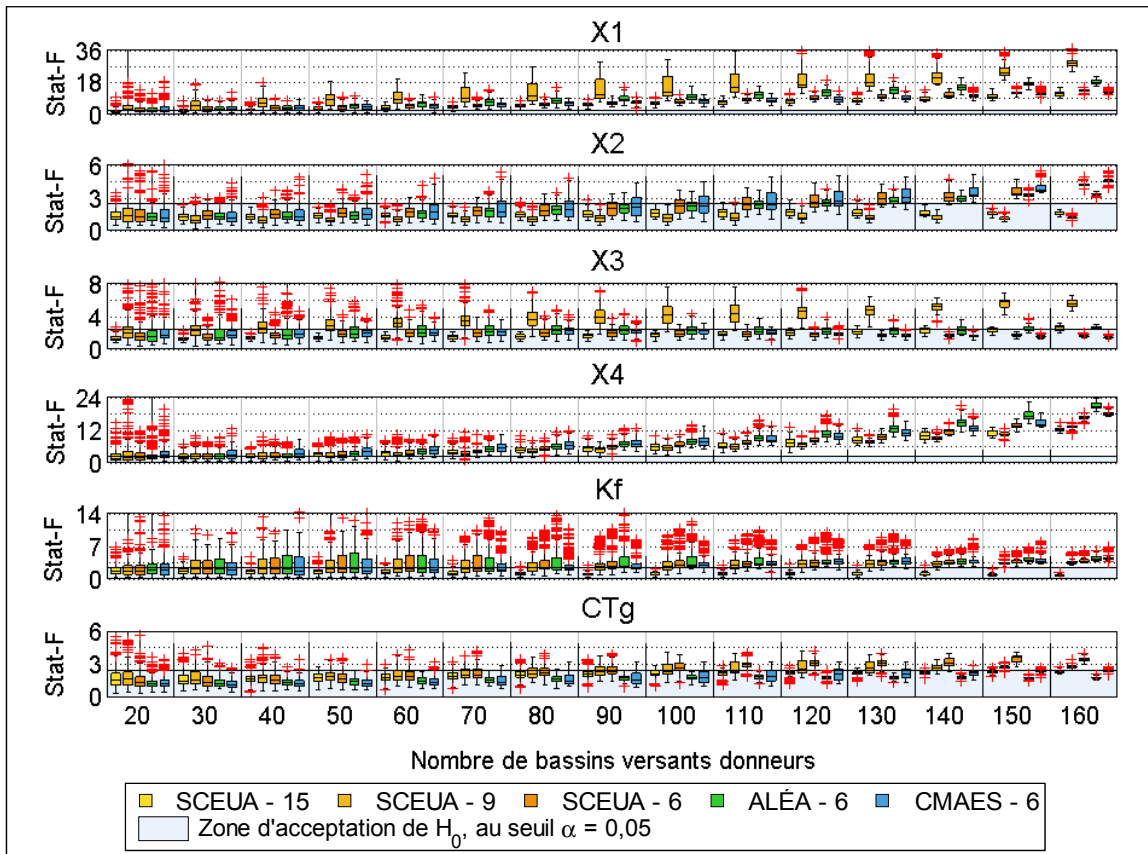 X1
Stat-F
36
18
0
X2
Stat-F
6
3
0
X3
Stat-F
8
4
0
X4
Stat-F
24
12
0
Kf
Stat-F
14
7
0
CTg
Stat-F
6
3
0
20 30 40 50 60 70 80 90 100 110 120 130 140 150 160
Nombre de bassins versants donneurs
SCEUA - 15 SCEUA - 9 SCEUA - 6 ALÉA - 6 CMAES - 6
Zone d'acceptation de H0, au seuil α = 0,05